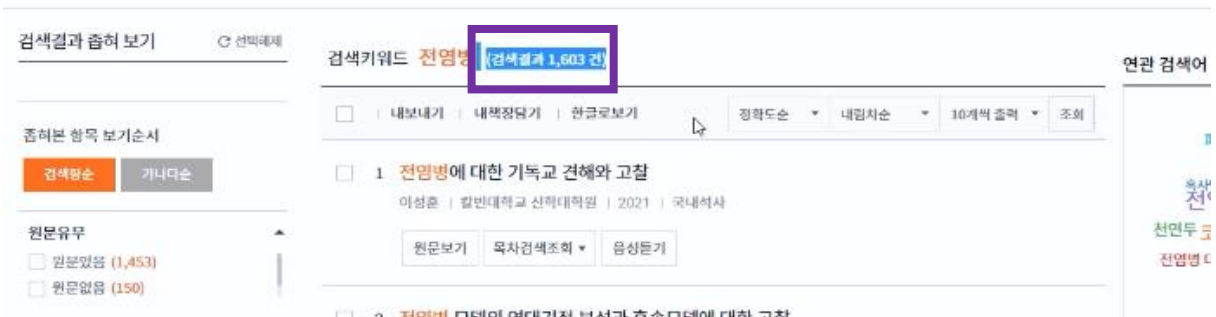 검색결과 좁혀 보기
선택해제
검색키워드 전염병 (검색결과 1,603 건)
연관 검색어
내보내기 | 내책장담기 | 한글로보기
정확도순 내림차순 10개씩 출력 조회
좁혀본 항목 보기순서
검색량순 가나다순
1 전염병에 대한 기독교 견해와 고찰
이성훈 | 칼빈대학교 신학대학원 | 2021 | 국내석사
원문보기 목차검색조회 음성듣기
원문유무
원문있음 (1,453)
원문없음 (150)
천연두
전염병